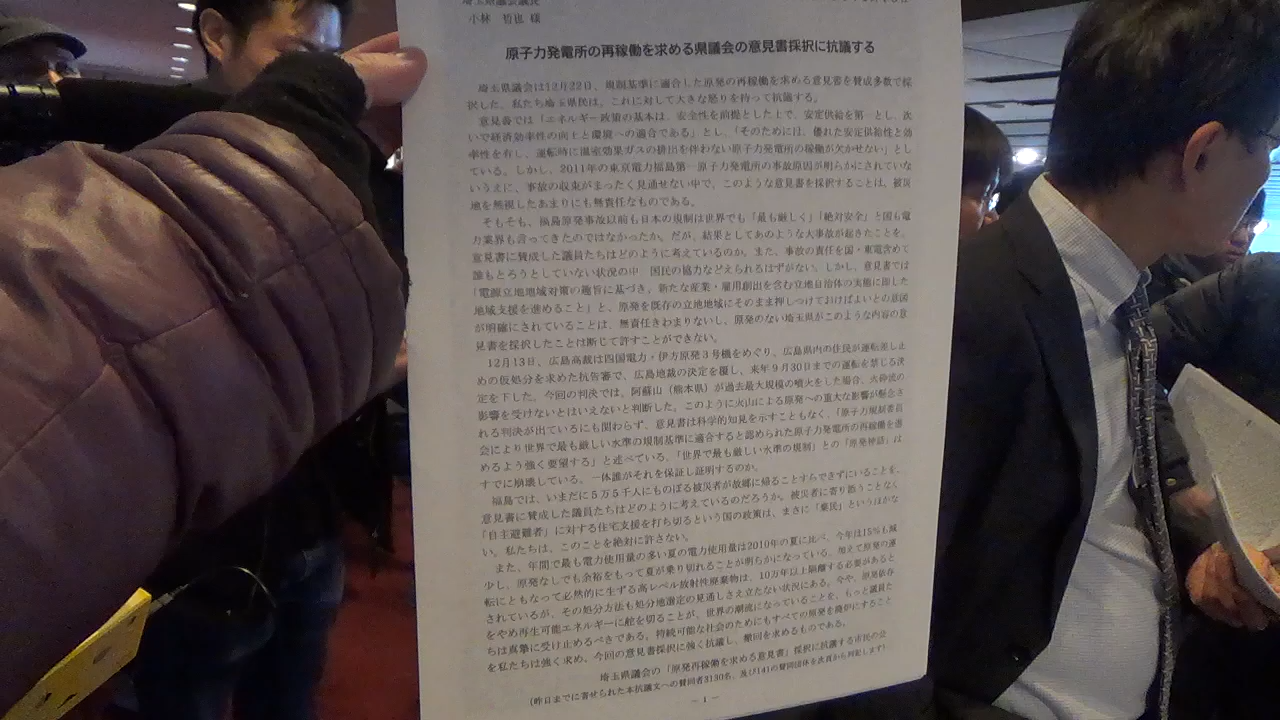 埼玉県議会議長
小林 哲也 様
原子力発電所の再稼働を求める県議会の意見書採択に抗議する
埼玉県議会は12月22日、規制基準に適合した原発の再稼働を求める意見書を賛成多数で採
択した。私たち埼玉県民は、これに対して大きな怒りを持って抗議する。
意見書では「エネルギー政策の基本は、安全性を前提とした上で、安定供給を第一とし、次
いで経済効率性の向上と環境への適合である」とし、「そのためには、優れた安定供給性と効
率性を有し、運転時に温室効果ガスの排出を伴わない原子力発電所の稼働が欠かせない」とし
ている。しかし、2011年の東京電力福島第一原子力発電所の事故原因が明らかにされていな
いうえに、事故の収束がまったく見通せない中で、このような意見書を採択することは、被災
地を無視したあまりにも無責任なものである。
そもそも、福島原発事故以前も日本の規制は世界でも「最も厳しく」「絶対安全」と国も電
力業界も言ってきたのではなかったか。だが、結果としてあのような大事故が起きたことを、
意見書に賛成した議員たちはどのように考えているのか。また、事故の責任を国・東電含めて
誰もとろうとしていない状況の中 国民の協力などえられるはずがない。しかし、意見書では
「電源立地地域対策の趣旨に基づき、新たな産業・雇用創出を含む立地自治体の実態に即した
地域支援を進めること」と、原発を既存の立地地域にそのまま押しつけておけばよいとの意図
が明確にされていることは、無責任きわまりないし、原発のない埼玉県がこのような内容の意
見書を採択したことは断じて許すことができない。
12月13日、広島高裁は四国電力・伊方原発3号機をめぐり、広島県内の住民が運転差し止
めの仮処分を求めた抗告審で、広島地裁の決定を覆し、来年9月30日までの運転を禁じる決
定を下した。今回の判決では、阿蘇山（熊本県）が過去最大規模の噴火をした場合、火砕流の
影響を受けないとはいえないと判断した。このように火山による原発への重大な影響が懸念さ
れる判決が出ているにも関わらず、意見書は科学的知見を示すこともなく、「原子力規制委員
会により世界で最も厳しい水準の規制基準に適合すると認められた原子力発電所の再稼働を進
めるよう強く要望する」と述べている。「世界で最も厳しい水準の規制」との「原発神話」は
すでに崩壊している。一体誰がそれを保証し証明するのか。
福島では、いまだに5万5千人にものぼる被災者が故郷に帰ることすらできずにいることを、
意見書に賛成した議員たちはどのように考えているのだろうか。被災者に寄り添うことなく
「自主避難者」に対する住宅支援を打ち切るという国の政策は、まさに「棄民」というほかな
い。私たちは、このことを絶対に許さない。
また、年間で最も電力使用量の多い夏の電力使用量は2010年の夏に比べ、今年は15%も減
少し、原発なしでも余裕をもって夏が乗り切れることが明らかになっている。加えて原発の運
転にともなって必然的に生ずる高レベル放射性廃棄物は、10万年以上隔離する必要があると
されているが、その処分方法も処分地選定の見通しさえ立たない状況にある。今や、原発依存
をやめ再生可能エネルギーに舵を切ることが、世界の潮流になっていることを、もっと議員た
ちは真摯に受け止めるべきである。持続可能な社会のためにもすべての原発を廃炉にすること
を私たちは強く求め、今回の意見書採択に強く抗議し、撤回を求めるものである。
埼玉県議会の「原発再稼働を求める意見書」採択に抗議する市民の会
（昨日までに寄せられた本抗議文への賛同者3130名、及び141の賛同団体を次頁から列記します）
－1－